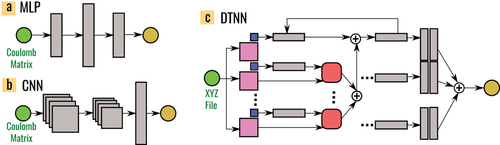 a MLP
Coulomb
Matrix
b CNN
Coulomb
Matrix
c DTNN
XYZ
File